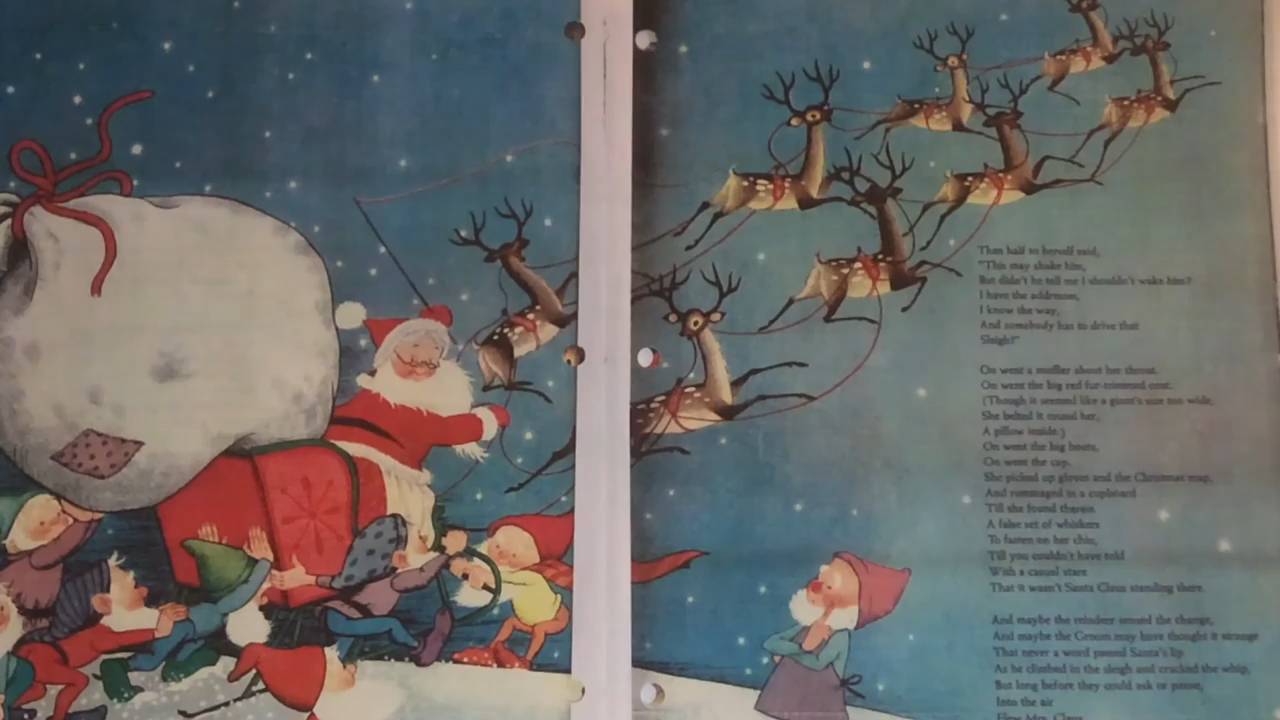 Then half to herself said,
"This may shake him,
But didn't he tell me I shouldn't wake him?
I have the addresses,
I know the way,
And somebody has to drive that
Sleigh!"
On went a muffler about her throat.
On went the big red fur-trimmed coat.
(Though it seemed like a giant's size too wide,
She belted it round her,
A pillow inside.)
On went the big boots,
On went the cap.
She picked up gloves and the Christmas map,
And rummaged in a cupboard
Till she found therein
A false set of whiskers
To fasten on her chin,
Till you couldn't have told
With a casual stare
That it wasn't Santa Claus standing there.
And maybe the reindeer sensed the change,
And maybe the Groom may have thought it strange
That never a word passed Santa's lip
As he climbed in the sleigh and cracked the whip,
But long before they could ask or pause,
Into the air
Flew Mrs. Claus